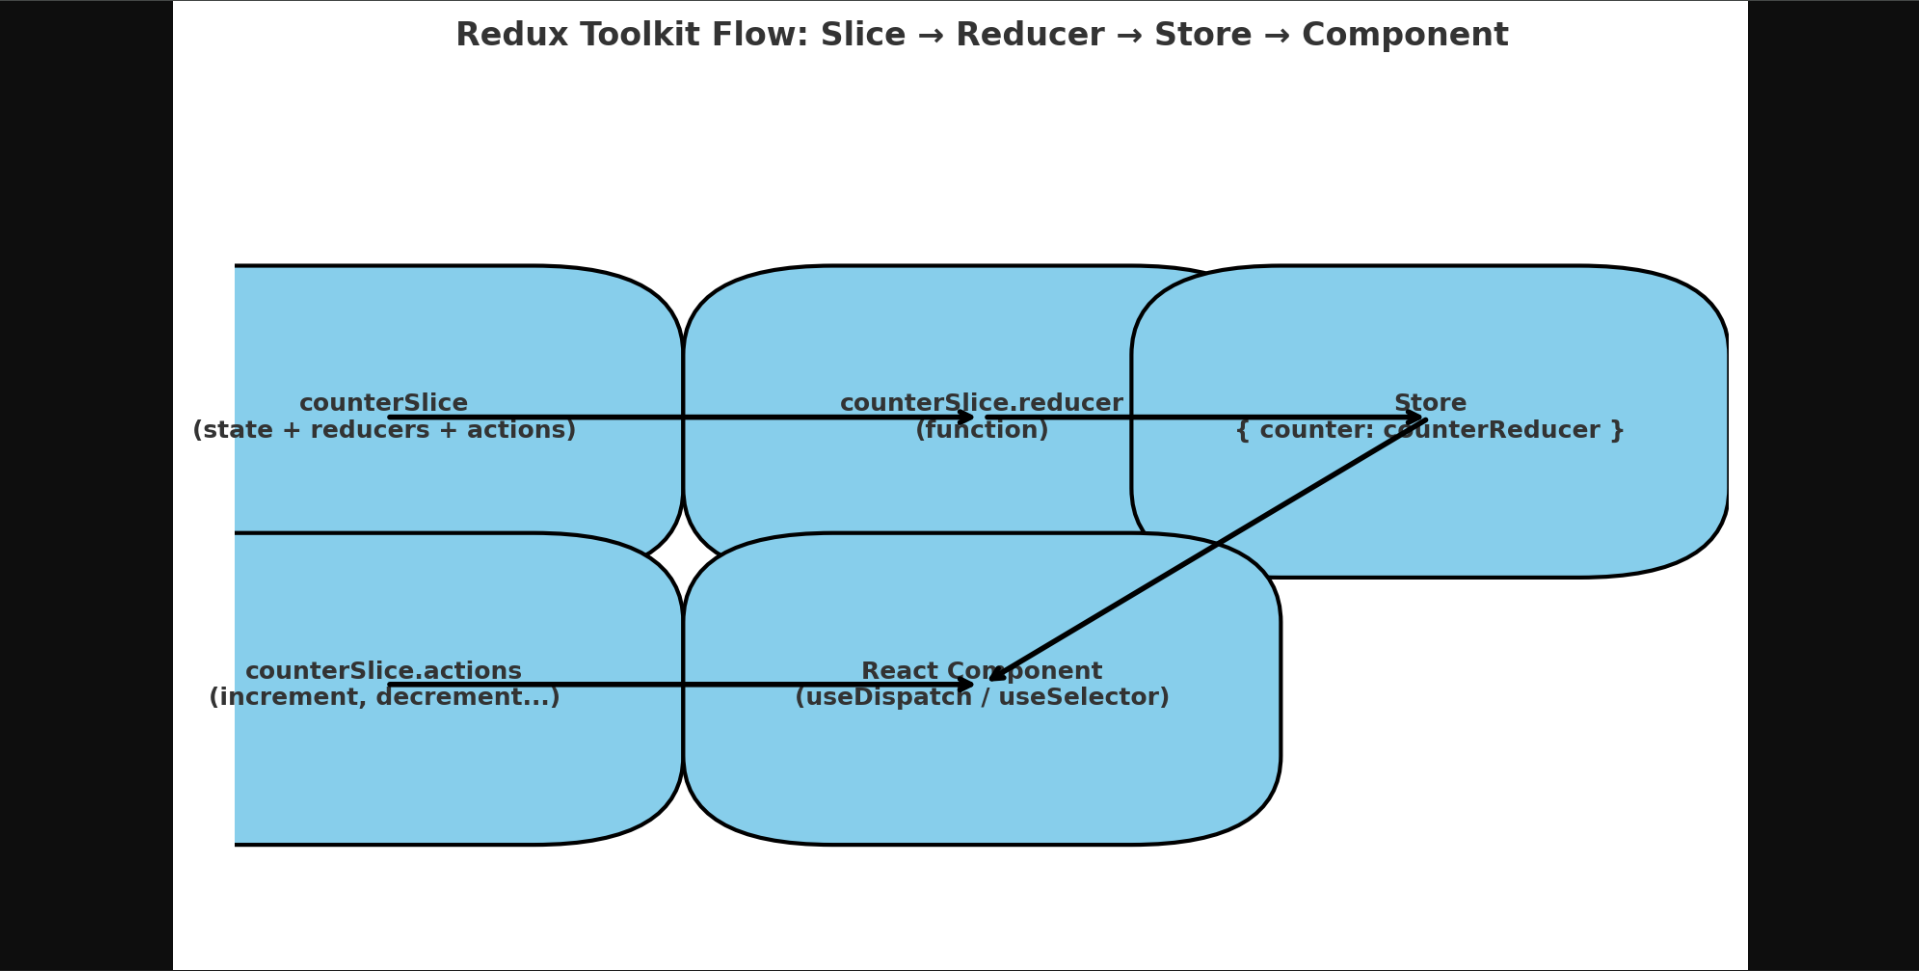 Redux Toolkit Flow: Slice → Reducer → Store → Component
counterSlice
(state + reducers + actions)
counterSlice.reducer
(function)
Store
{ counter: counterReducer }
counterSlice.actions
(increment, decrement...)
React Component
(useDispatch / useSelector)